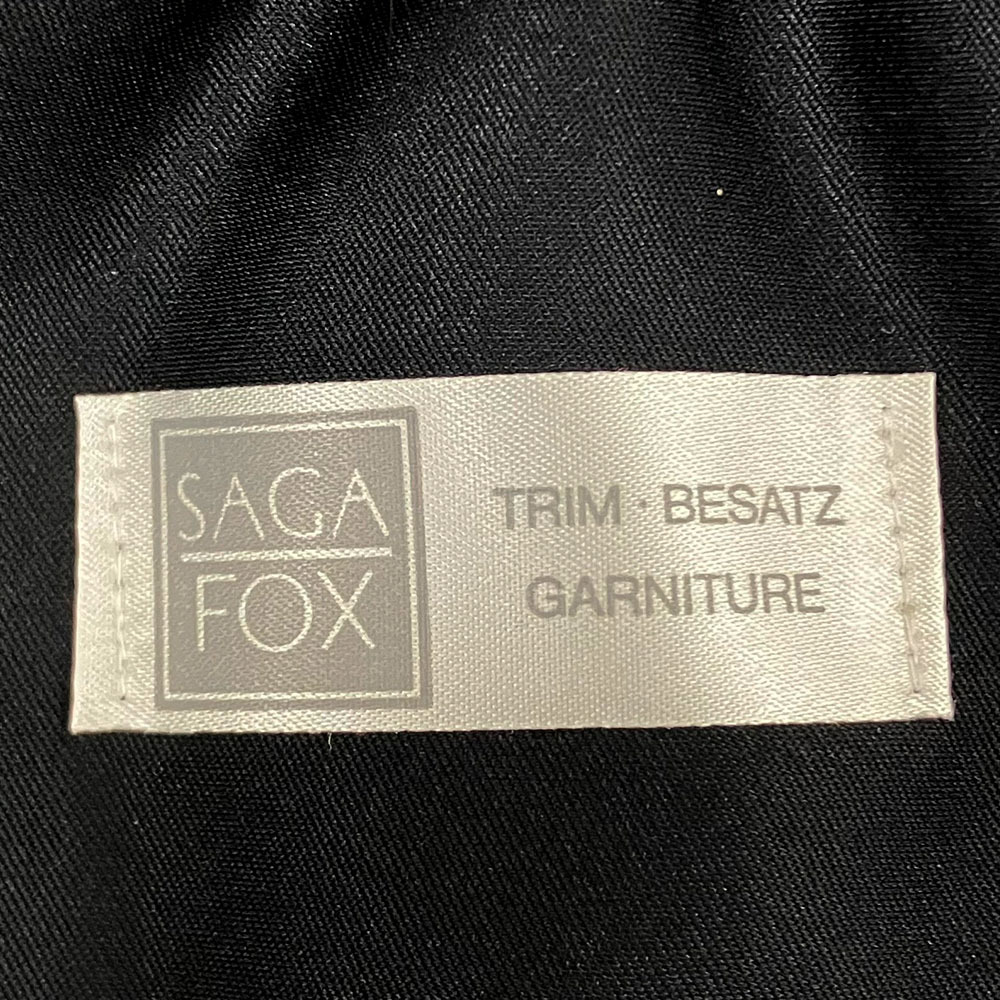 SAGA
FOX
TRIM · BESATZ
GARNITURE